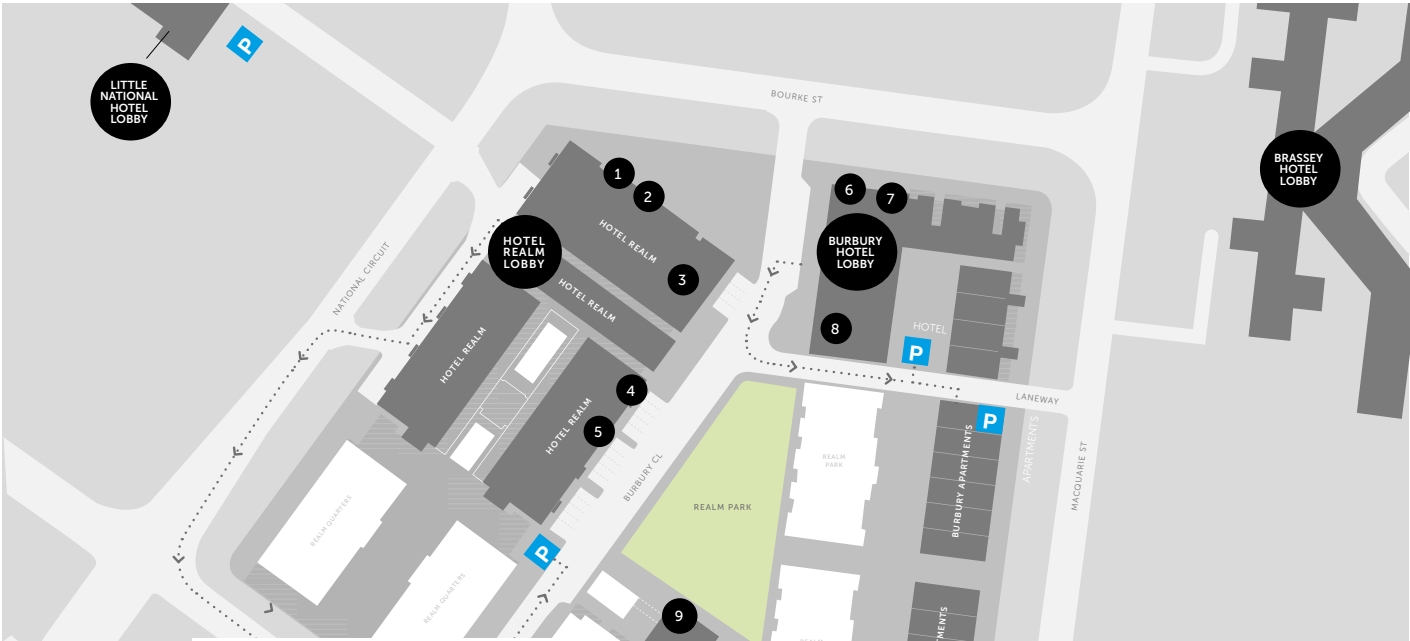 P
LITTLE
NATIONAL
HOTEL
LOBBY
BOURKE ST
BRASSEY
HOTEL
LOBBY
1
2
6
7
HOTEL REALM
HOTEL
REALM
LOBBY
BURBURY
HOTEL
LOBBY
3
NATIONAL CIRCUIT
HOTEL REALM
8
HOTEL
P
HOTEL REALM
4
LANEWAY
P
HOTEL REALM
5
APARTMENTS
REALM
PARK
BURBURY CL
MACQUARIE ST
BURBURY APARTMENTS
REALM PARK
REALM QUARTERS
P
REALM QUARTERS
9
MENTS
REALM